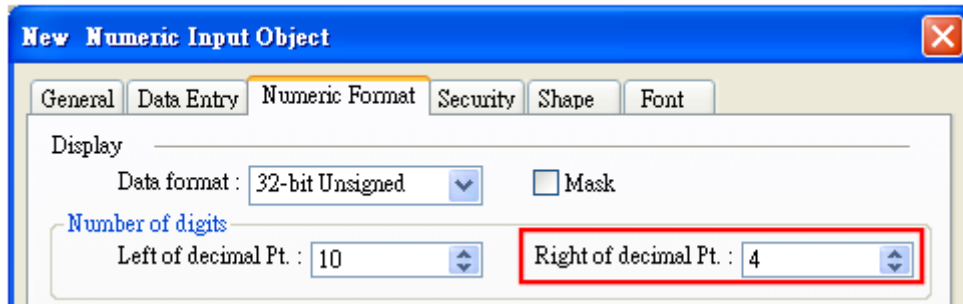 New Numeric Input Object
General Data Entry Numeric Format Security Shape Font
Display
Data format : 32-bit Unsigned Mask
Number of digits
Left of decimal Pt. : 10 Right of decimal Pt. : 4